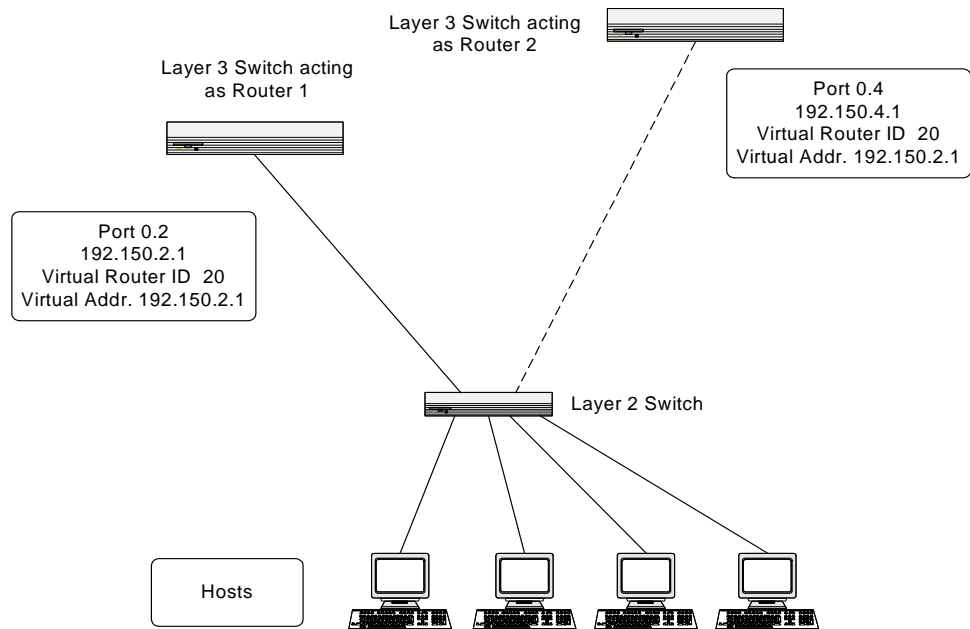 Layer 3 Switch acting
as Router 2
Layer 3 Switch acting
as Router 1
Port 0.4
192.150.4.1
Virtual Router ID  20
Virtual Addr. 192.150.2.1
Port 0.2
192.150.2.1
Virtual Router ID  20
Virtual Addr. 192.150.2.1
Layer 2 Switch
Hosts